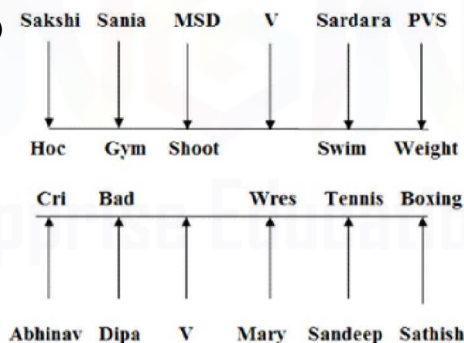 )
Sakshi Sania MSD V Sardara PVS
Hoc Gym Shoot Swim Weight
Cri Bad Wres Tennis Boxing
Abhinav Dipa V Mary Sandeep Sathish